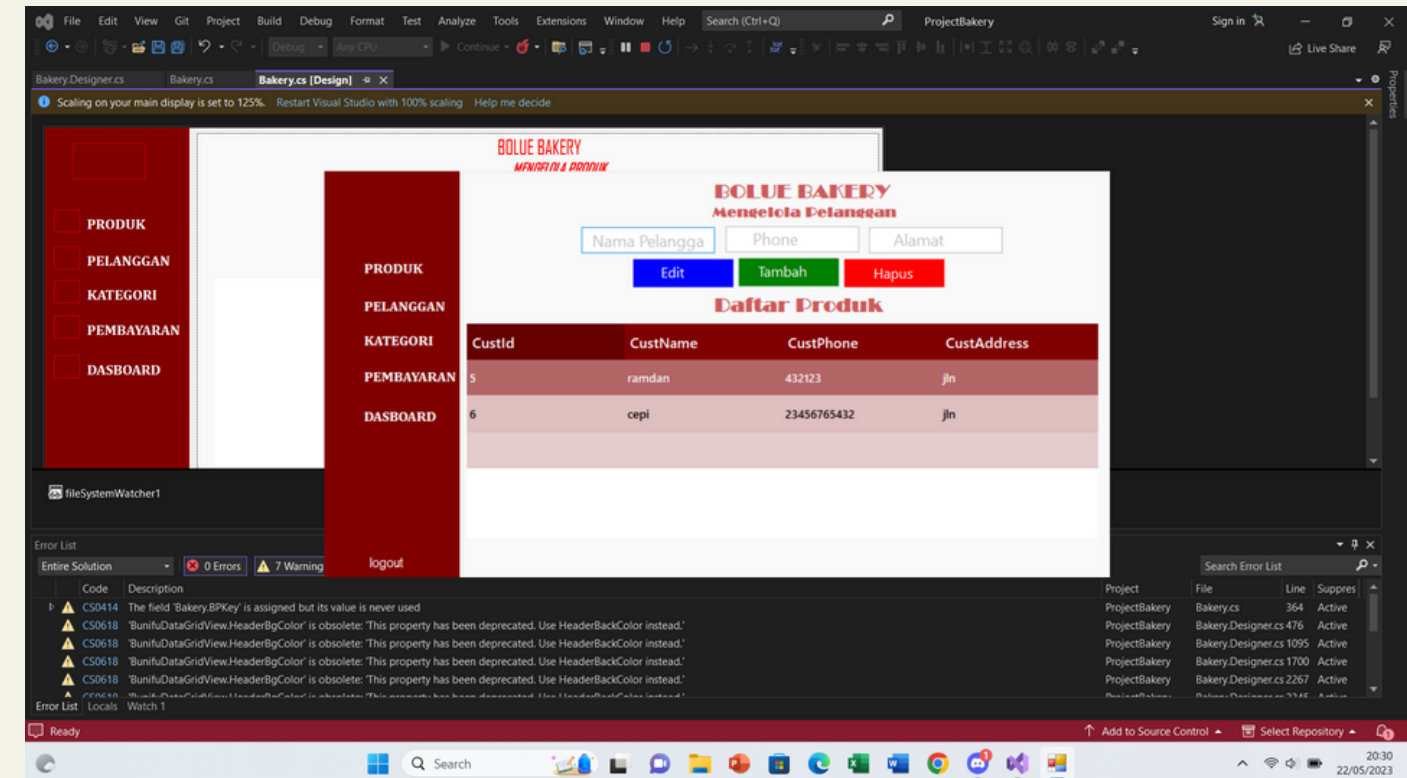 File Edit View Git Project Build Debug Format Test Analyze Tools Extensions Window Help Search (Ctrl+Q) ProjectBakery Sign in
Debug Any CPU Continue Live Share
Bakery.Designer.cs Bakery.cs Bakery.cs [Design]
Properties
Scaling on your main display is set to 125%. Restart Visual Studio with 100% scaling Help me decide
BOLUE BAKERY
MENGELOLA PRODUK
PRODUK
PELANGGAN
KATEGORI
PEMBAYARAN
DASBOARD
BOLUE BAKERY
Mengelola Pelanggan
Nama Pelangga Phone Alamat
Edit Tambah Hapus
Daftar Produk
PRODUK
PELANGGAN
KATEGORI
PEMBAYARAN
DASBOARD
logout
CustId CustName CustPhone CustAddress
5 ramdan 432123 jln
6 cepi 23456765432 jln
fileSystemWatcher1
Error List
Entire Solution 0 Errors 7 Warning Search Error List
Code Description Project File Line Suppres
CS0414 The field 'Bakery.BPKey' is assigned but its value is never used ProjectBakery Bakery.cs 364 Active
CS0618 'BunifuDataGridView.HeaderBgColor' is obsolete: 'This property has been deprecated. Use HeaderBackColor instead.' ProjectBakery Bakery.Designer.cs 476 Active
CS0618 'BunifuDataGridView.HeaderBgColor' is obsolete: 'This property has been deprecated. Use HeaderBackColor instead.' ProjectBakery Bakery.Designer.cs 1095 Active
CS0618 'BunifuDataGridView.HeaderBgColor' is obsolete: 'This property has been deprecated. Use HeaderBackColor instead.' ProjectBakery Bakery.Designer.cs 1700 Active
CS0618 'BunifuDataGridView.HeaderBgColor' is obsolete: 'This property has been deprecated. Use HeaderBackColor instead.' ProjectBakery Bakery.Designer.cs 2267 Active
Error List Locals Watch 1
Ready Add to Source Control Select Repository
Search
20:30
22/05/2023